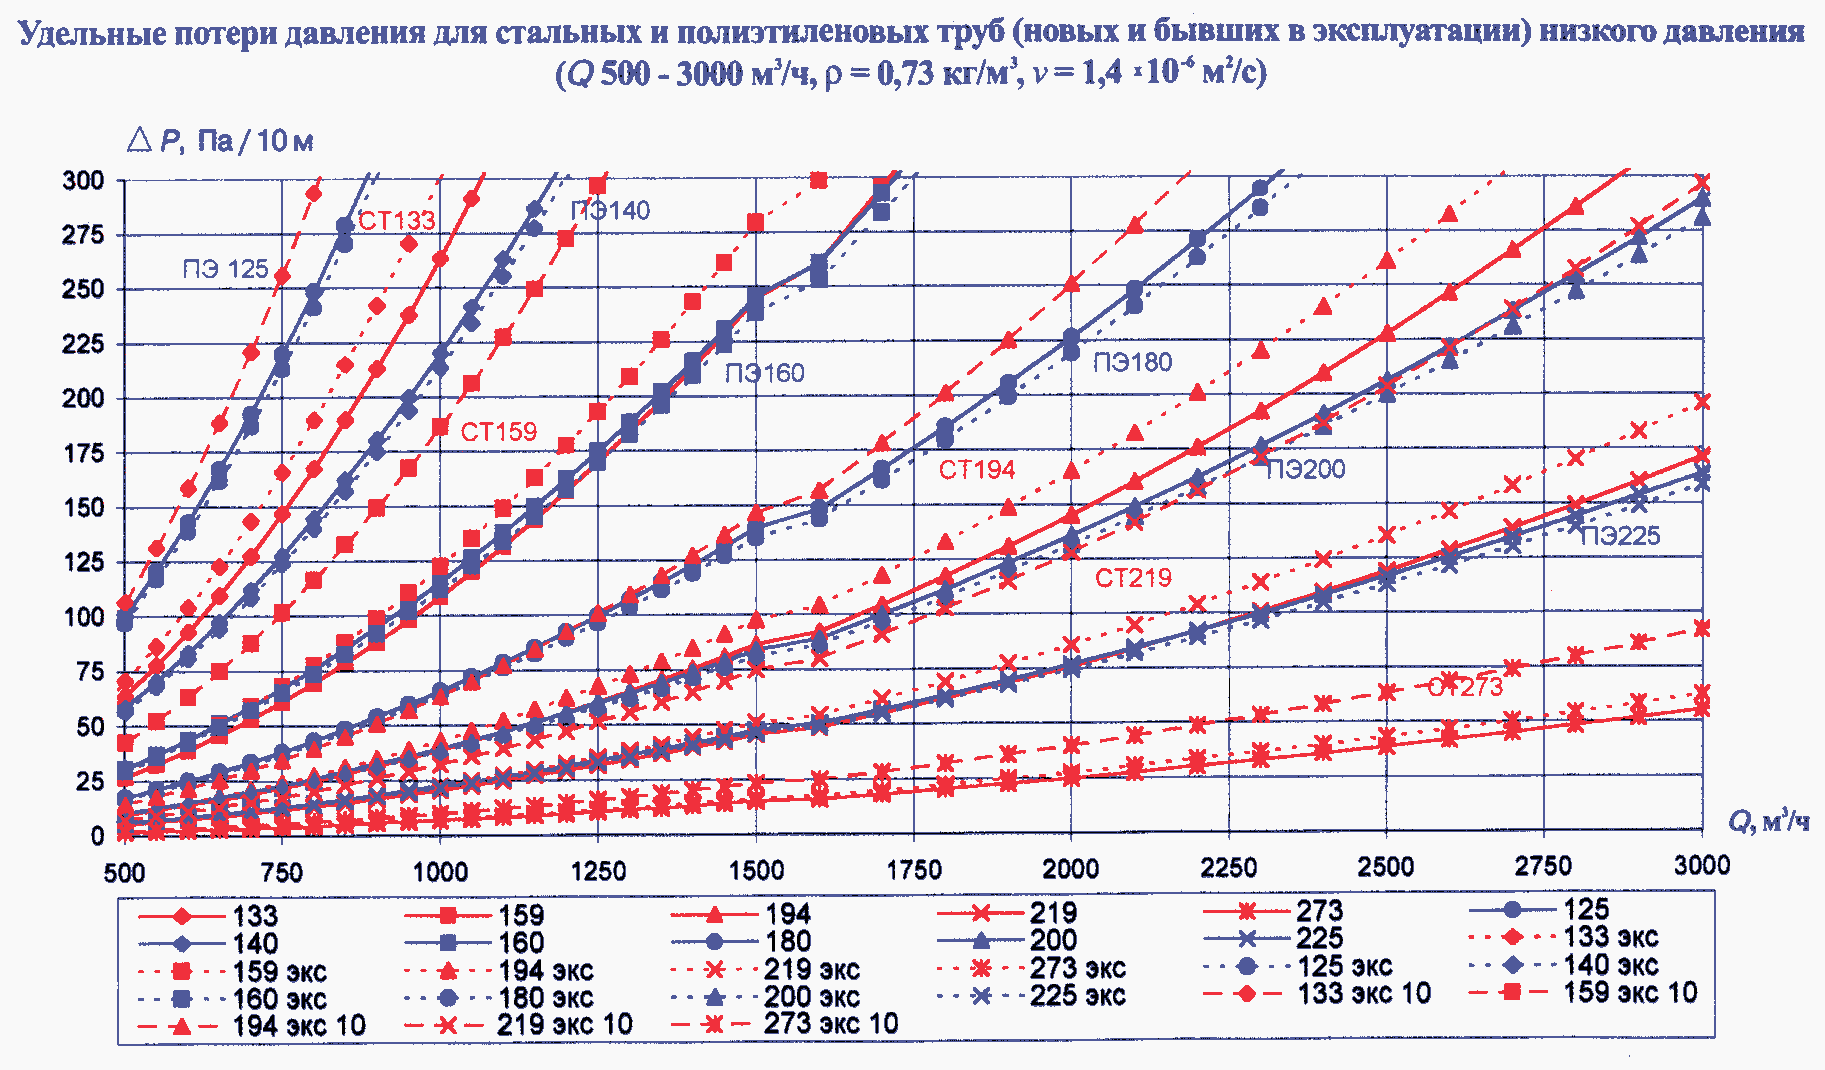 Удельные потери давления для стальных и полиэтиленовых труб (новых и бывших в эксплуатации) низкого давления
(Q 500 - 3000 м³/ч, ρ = 0,73 кг/м³, ν = 1,4 ·10⁻⁶ м²/с)
△ P, Па / 10 м
300
275
250
225
200
175
150
125
100
75
50
25
0
ПЭ 125
СТ133
ПЭ140
СТ159
ПЭ160
СТ194
ПЭ180
ПЭ200
СТ219
ПЭ225
СТ273
Q, м³/ч
500 750 1000 1250 1500 1750 2000 2250 2500 2750 3000
133 159 194 219 273 125
140 160 180 200 225 133 экс
159 экс 194 экс 219 экс 273 экс 125 экс 140 экс
160 экс 180 экс 200 экс 225 экс 133 экс 10 159 экс 10
194 экс 10 219 экс 10 273 экс 10